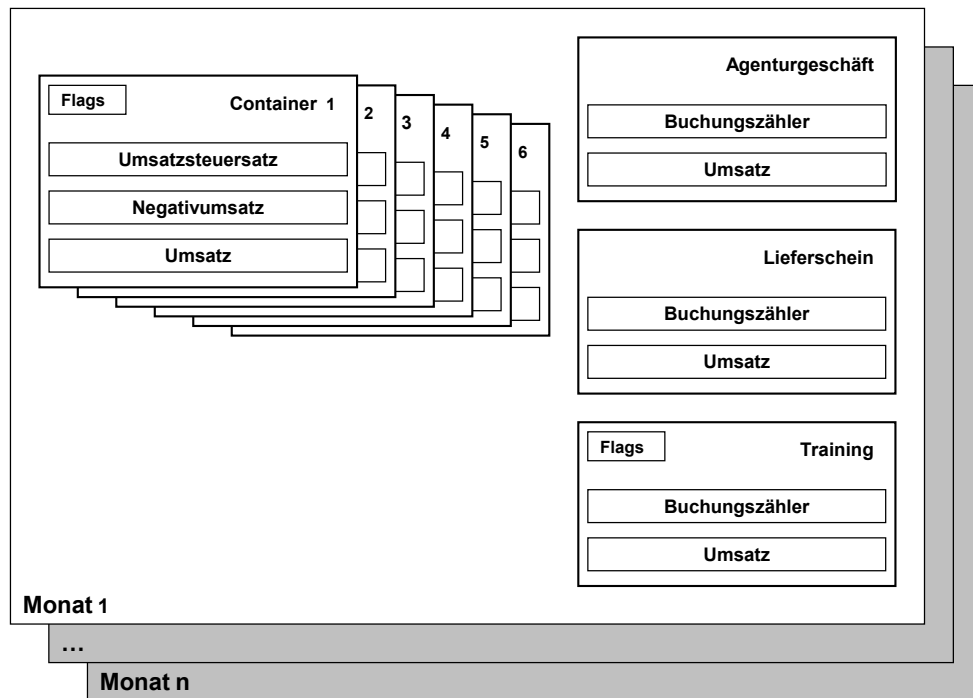 Flags
Container 1
Umsatzsteuersatz
Negativumsatz
Umsatz
2
3
4
5
6
Agenturgeschäft
Buchungszähler
Umsatz
Lieferschein
Buchungszähler
Umsatz
Flags
Training
Buchungszähler
Umsatz
Monat 1
...
Monat n